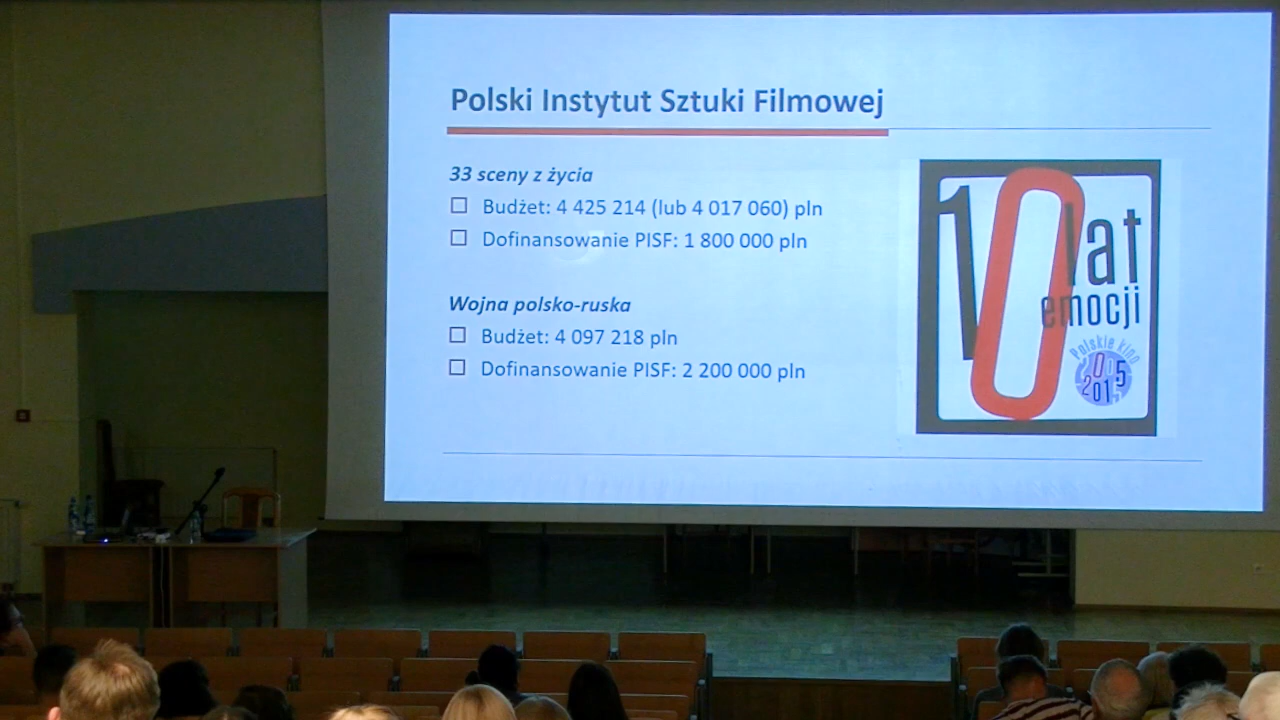 Polski Instytut Sztuki Filmowej
33 sceny z życia
Budżet: 4 425 214 (lub 4 017 060) pln
Dofinansowanie PISF: 1 800 000 pln
Wojna polsko-ruska
Budżet: 4 097 218 pln
Dofinansowanie PISF: 2 200 000 pln
10 lat
emocji
Polskie kino
2015